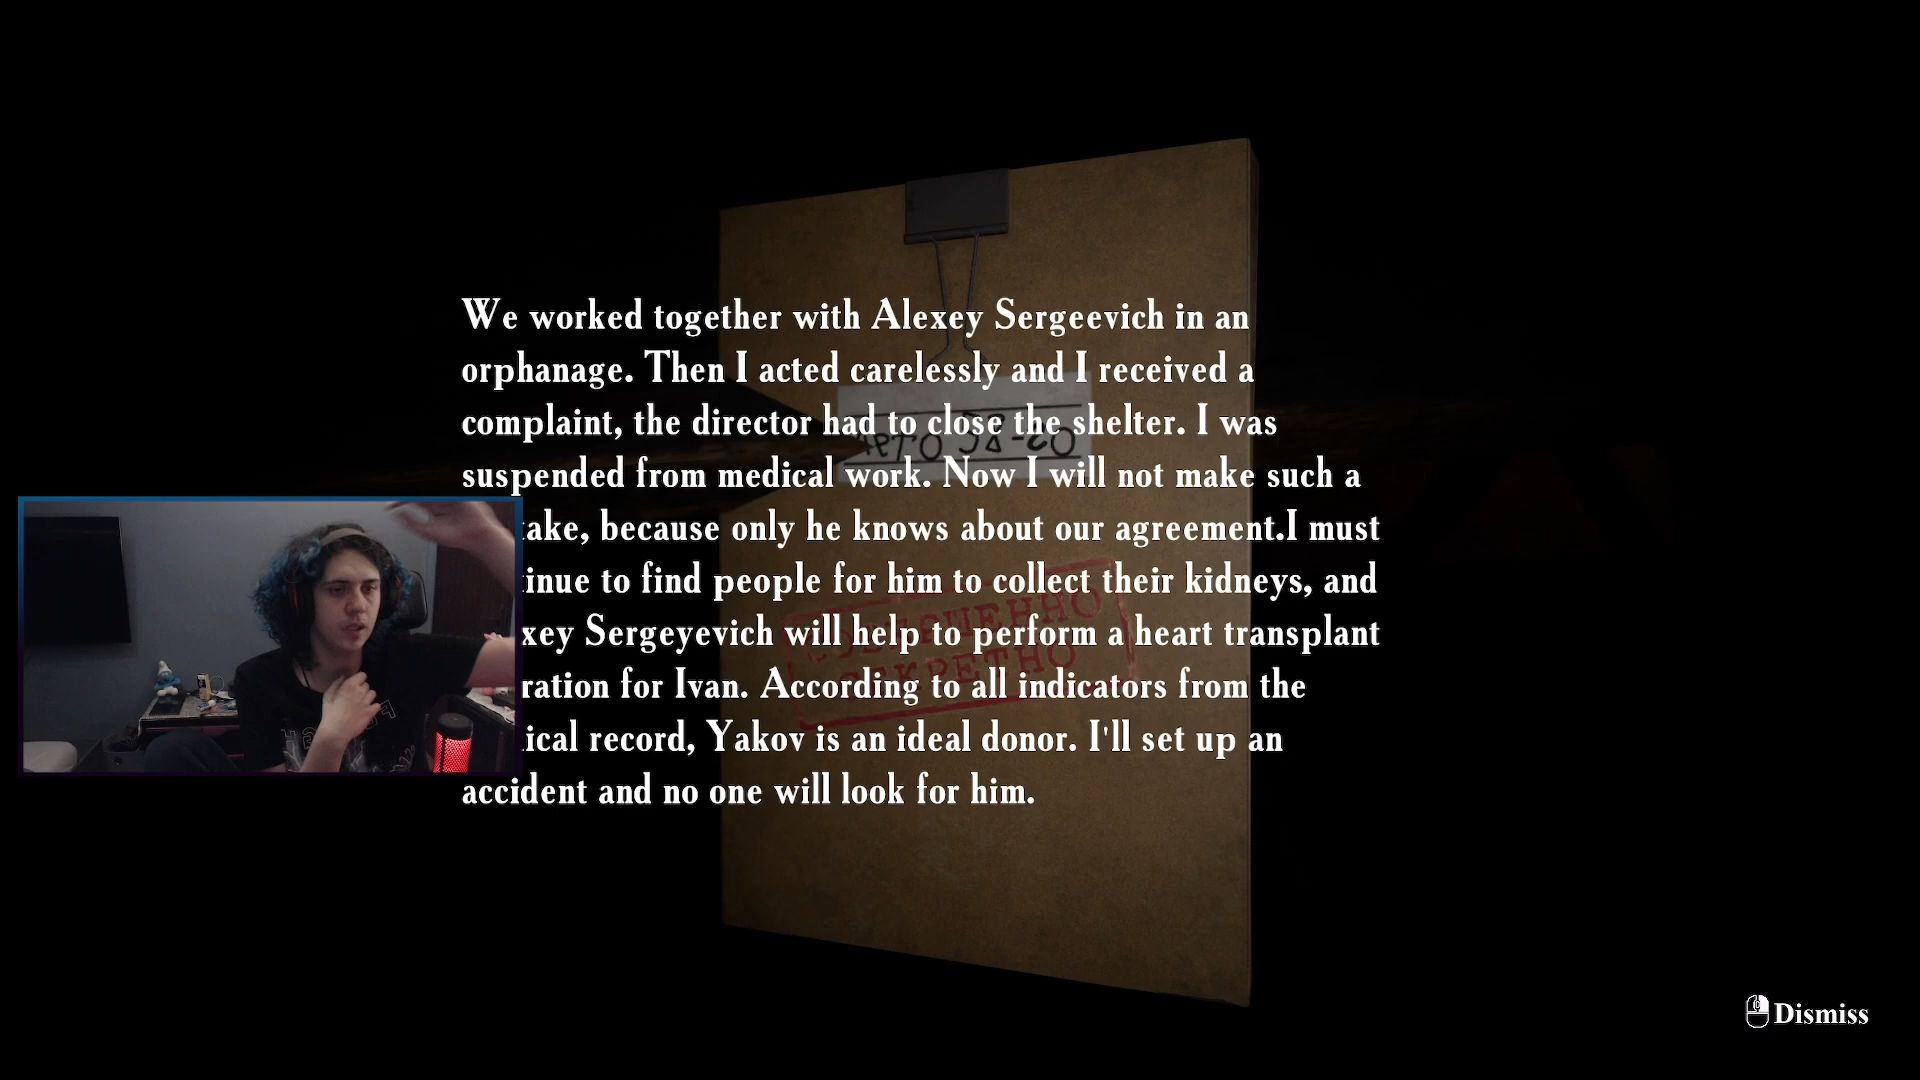 We worked together with Alexey Sergeevich in an
orphanage. Then I acted carelessly and I received a
complaint, the director had to close the shelter. I was
suspended from medical work. Now I will not make such a
take, because only he knows about our agreement.I must
tinue to find people for him to collect their kidneys, and
xey Sergeyevich will help to perform a heart transplant
ration for Ivan. According to all indicators from the
ical record, Yakov is an ideal donor. I'll set up an
accident and no one will look for him.
СОВЕРШЕННО
СЕКРЕТНО
Dismiss